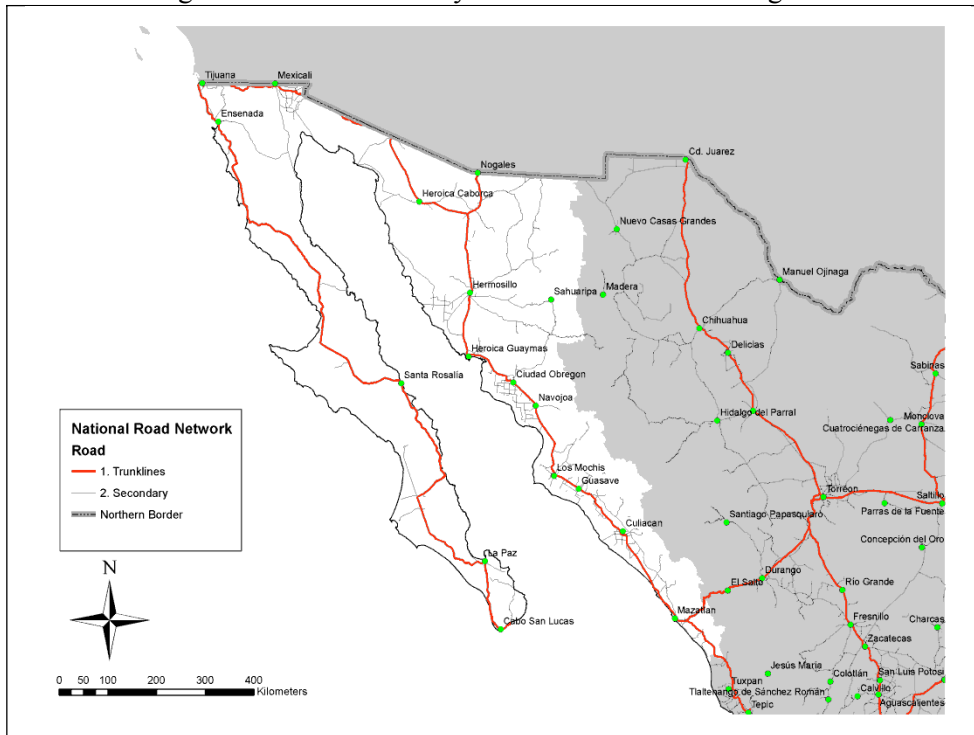 Tijuana
Mexicali
Ensenada
Cd. Juarez
Nogales
Heroica Caborca
Nuevo Casas Grandes
Manuel Ojinaga
Hermosillo
Sahuaripa
Madera
Chihuahua
Delicias
Heroica Guaymas
Sabinas
Santa Rosalía
Ciudad Obregon
Navojoa
Hidalgo del Parral
Monclova
Cuatrociénegas de Carranza
National Road Network
Road
1. Trunklines
2. Secondary
Northern Border
Los Mochis
Guasave
Torreon
Saltillo
Parras de la Fuente
Culiacan
Santiago Papasquiaro
Concepción del Oro
La Paz
Durango
El Salto
Río Grande
N
Mazatlan
Cabo San Lucas
Fresnillo
Charcas
Zacatecas
Jesús María
Colotlán
San Luis Potosi
Tuxpan
Tlaltenango de Sánchez Román
Calvillo
Aguascalientes
Tepic
0 50 100 200 300 400
Kilometers